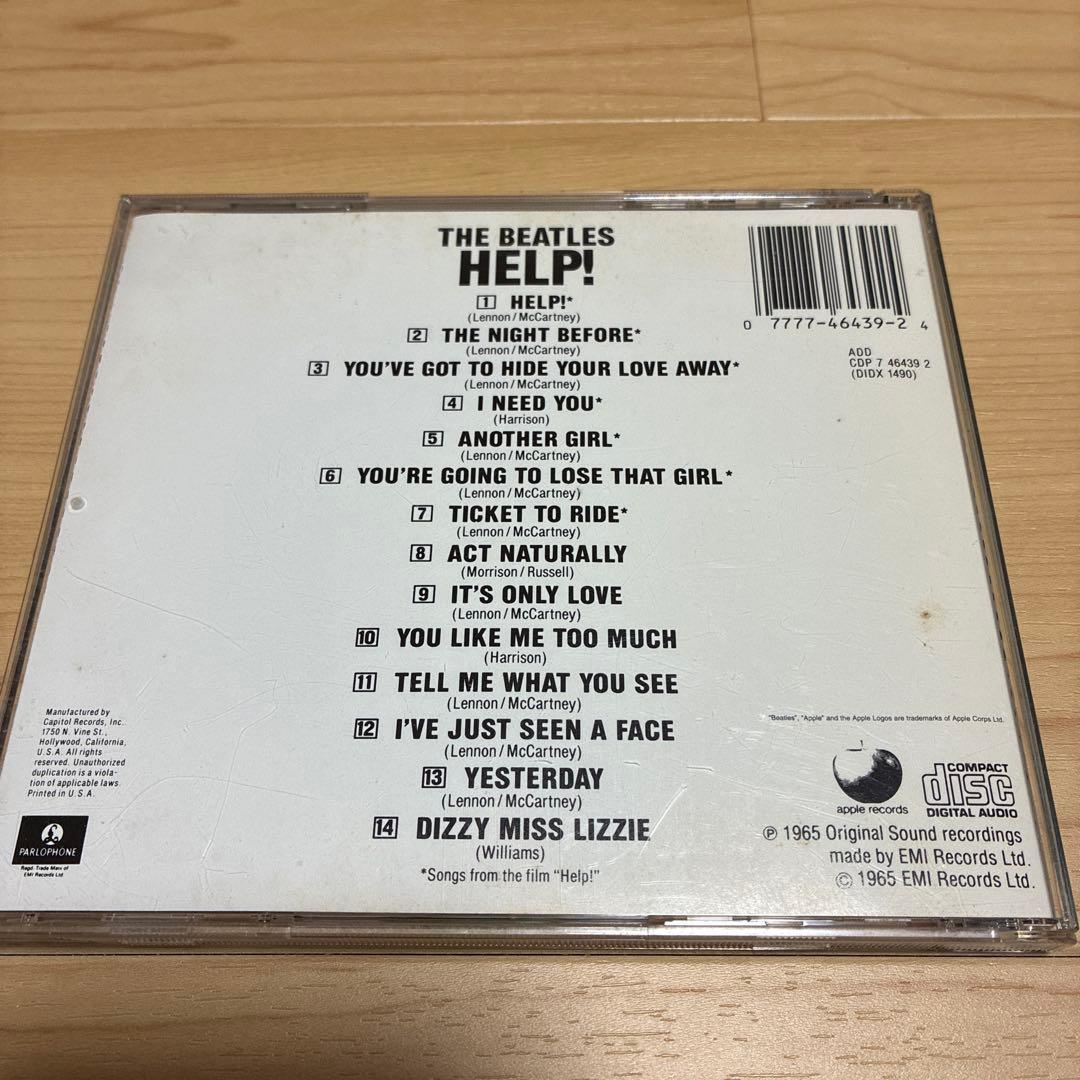 THE BEATLES
HELP!
1 HELP!*
(Lennon/McCartney)
2 THE NIGHT BEFORE*
(Lennon/McCartney)
3 YOU'VE GOT TO HIDE YOUR LOVE AWAY*
(Lennon/McCartney)
4 I NEED YOU*
(Harrison)
5 ANOTHER GIRL*
(Lennon/McCartney)
6 YOU'RE GOING TO LOSE THAT GIRL*
(Lennon/McCartney)
7 TICKET TO RIDE*
(Lennon/McCartney)
8 ACT NATURALLY
(Morrison/Russell)
9 IT'S ONLY LOVE
(Lennon/McCartney)
10 YOU LIKE ME TOO MUCH
(Harrison)
11 TELL ME WHAT YOU SEE
(Lennon/McCartney)
12 I'VE JUST SEEN A FACE
(Lennon/McCartney)
13 YESTERDAY
(Lennon/McCartney)
14 DIZZY MISS LIZZIE
(Williams)
*Songs from the film "Help!"
0 7777-46439-2 4
ADD
CDP 7 46439 2
(DIDX 1490)
Manufactured by
Capitol Records, Inc.
1750 N. Vine St.,
Hollywood, California,
U.S.A. All rights
reserved. Unauthorized
duplication is a viola-
tion of applicable laws.
Printed in U.S.A.
PARLOPHONE
Regd. Trade Mark of
EMI Records Ltd.
"Beatles", "Apple" and the Apple Logos are trademarks of Apple Corps Ltd.
apple records
COMPACT
disc
DIGITAL AUDIO
℗ 1965 Original Sound recordings
made by EMI Records Ltd.
© 1965 EMI Records Ltd.